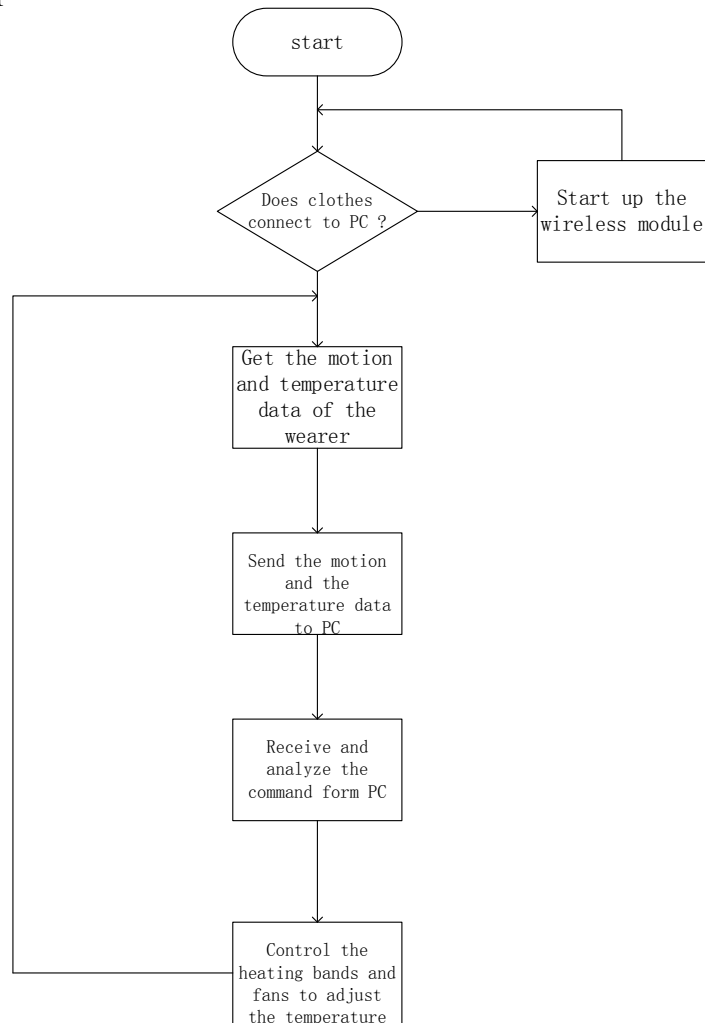 start
Does clothes
connect to PC ?
Start up the
wireless module
Get the motion
and temperature
data of the
wearer
Send the motion
and the
temperature data
to PC
Receive and
analyze the
command form PC
Control the
heating bands and
fans to adjust
the temperature